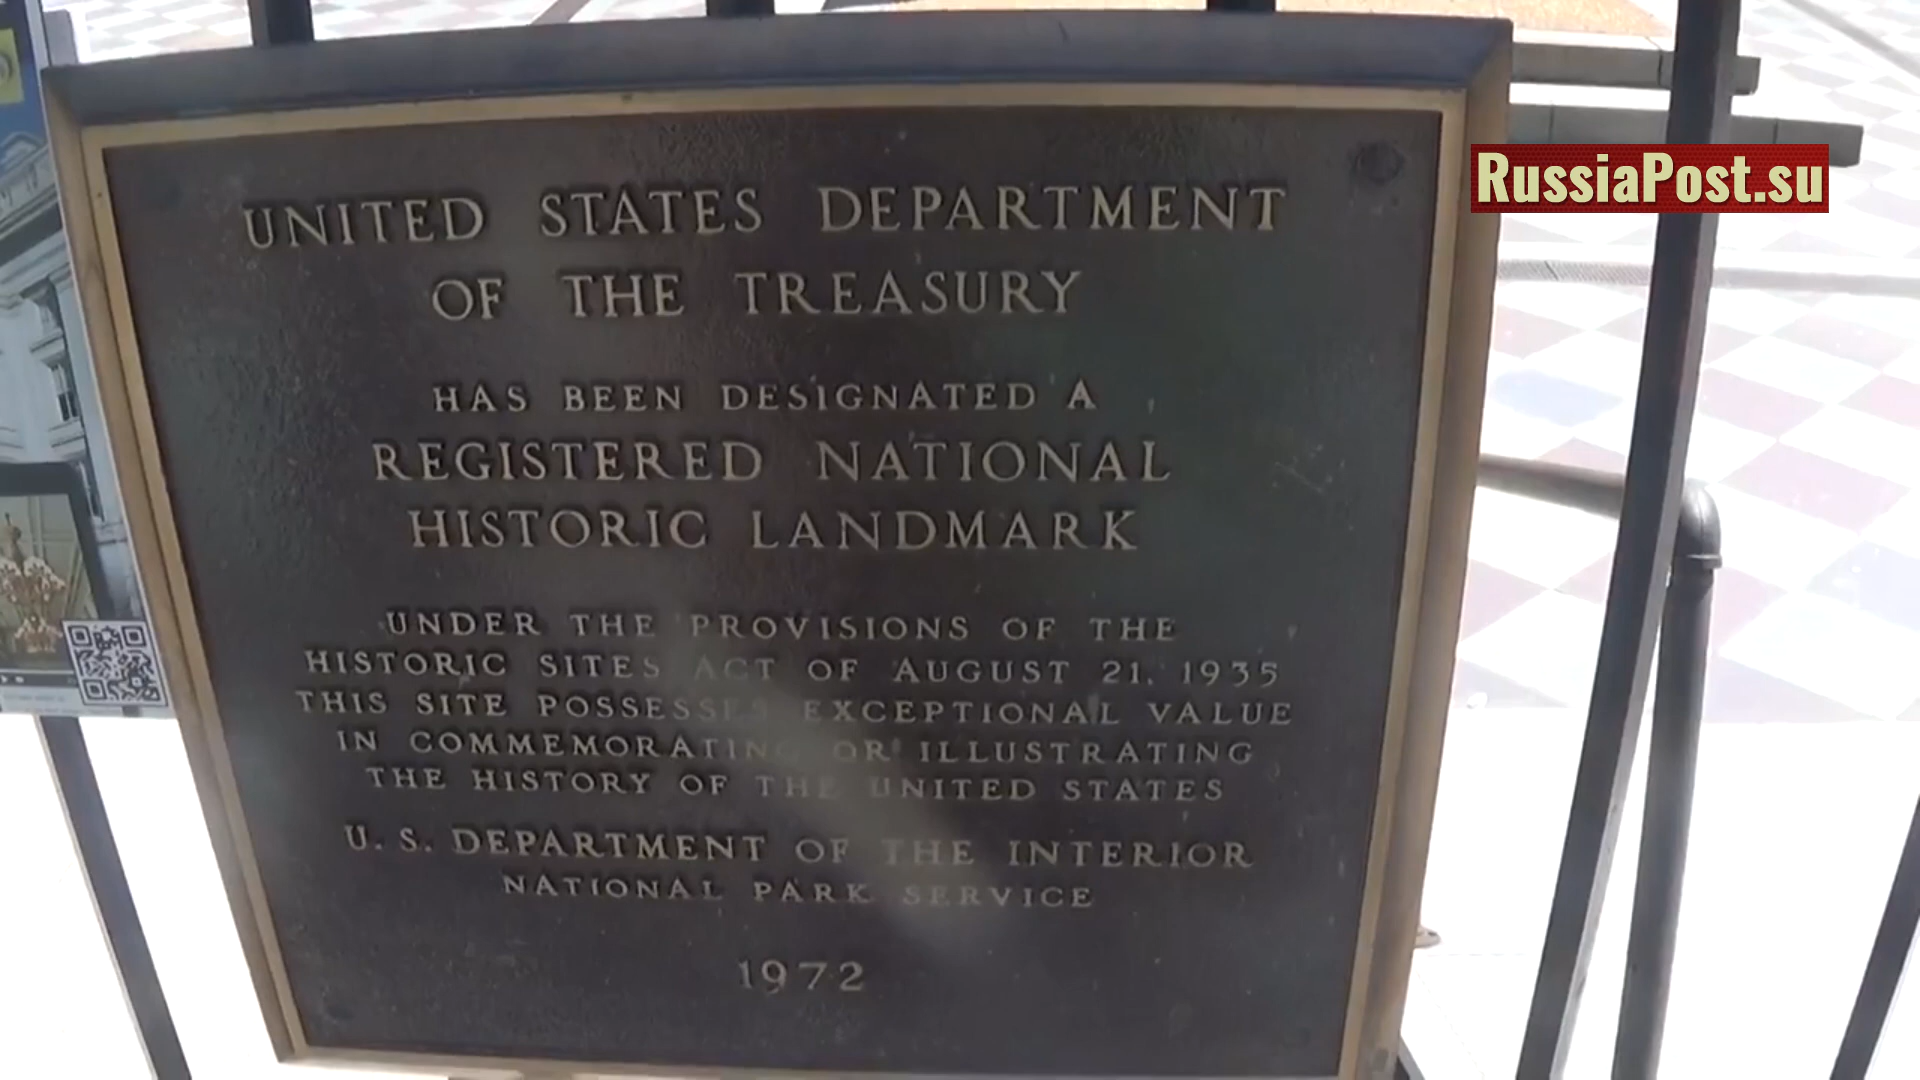 RussiaPost.su
UNITED STATES DEPARTMENT
OF THE TREASURY
HAS BEEN DESIGNATED A
REGISTERED NATIONAL
HISTORIC LANDMARK
UNDER THE PROVISIONS OF THE
HISTORIC SITES ACT OF AUGUST 21, 1935
THIS SITE POSSESSES EXCEPTIONAL VALUE
IN COMMEMORATING OR ILLUSTRATING
THE HISTORY OF THE UNITED STATES
U. S. DEPARTMENT OF THE INTERIOR
NATIONAL PARK SERVICE
1972